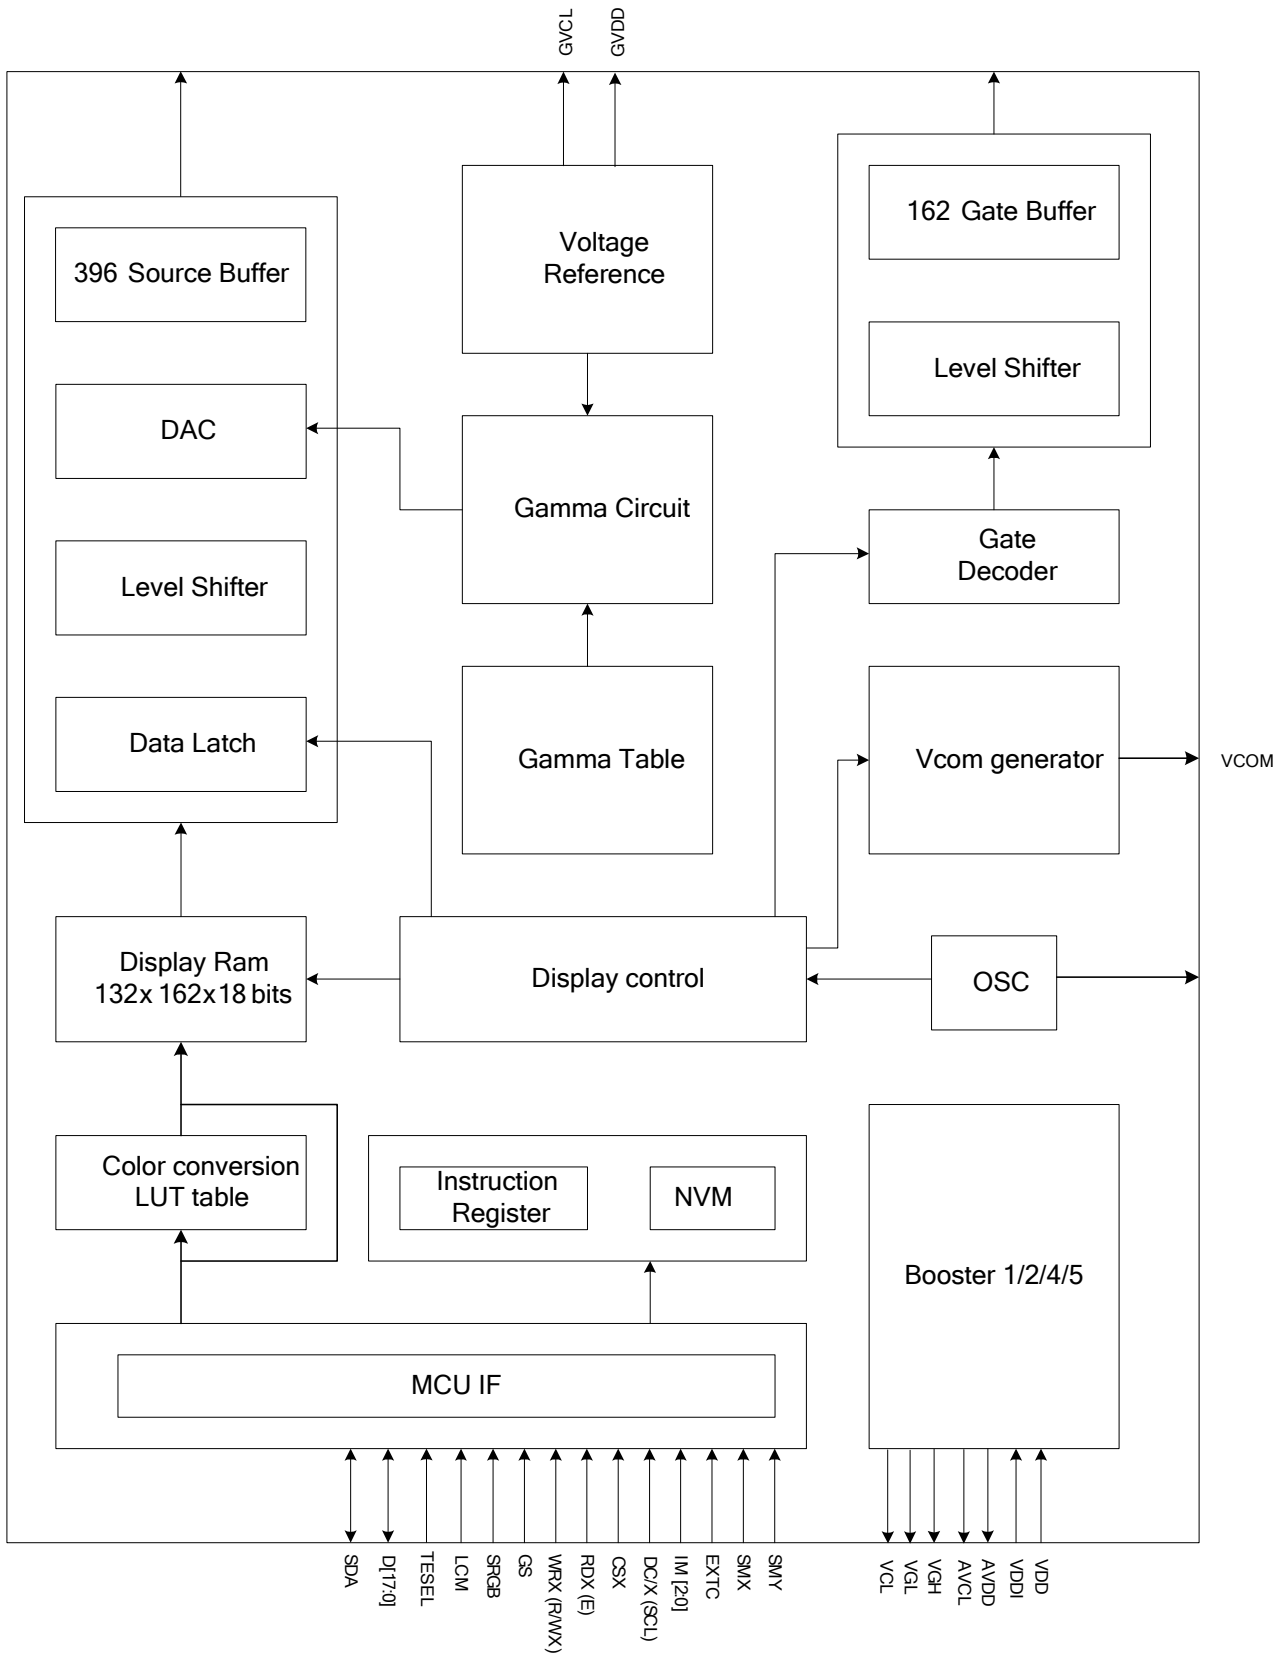 GVCL
GVDD
162 Gate Buffer
Voltage
Reference
396 Source Buffer
Level Shifter
DAC
Gamma Circuit
Gate
Decoder
Level Shifter
Data Latch
Gamma Table
Vcom generator
VCOM
Display Ram
132x 162x18 bits
Display control
OSC
Color conversion
LUT table
Instruction
Register
NVM
Booster 1/2/4/5
MCU IF
SDA
D[17:0]
TESEL
LCM
SRGB
GS
WRX (R/WX)
RDX (E)
CSX
DC/X (SCL)
IM [2:0]
EXTC
SMX
SMY
VCL
VGL
VGH
AVCL
AVDD
VDDI
VDD